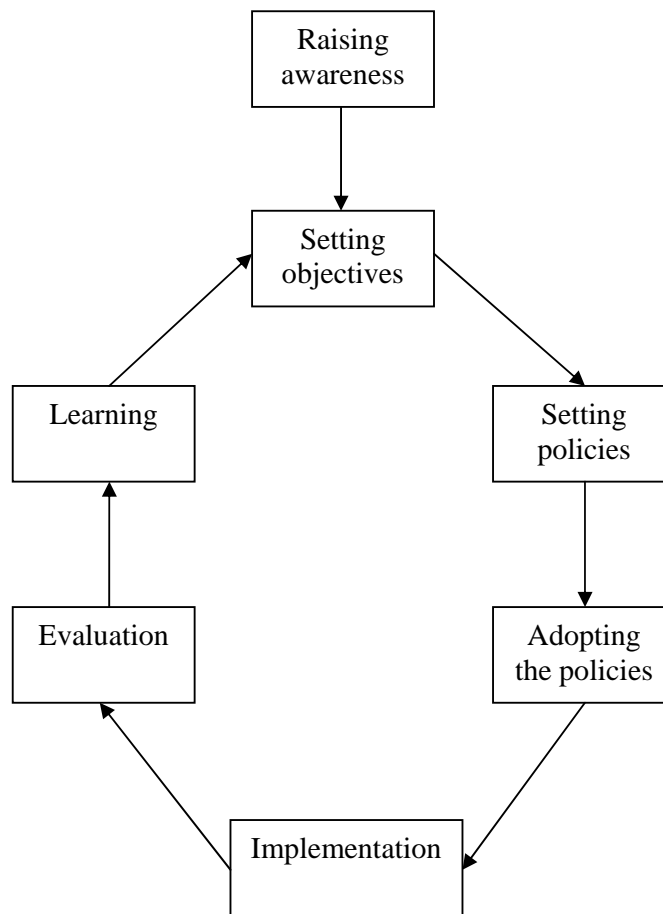 Raising
awareness
Setting
objectives
Learning
Setting
policies
Evaluation
Adopting
the policies
Implementation